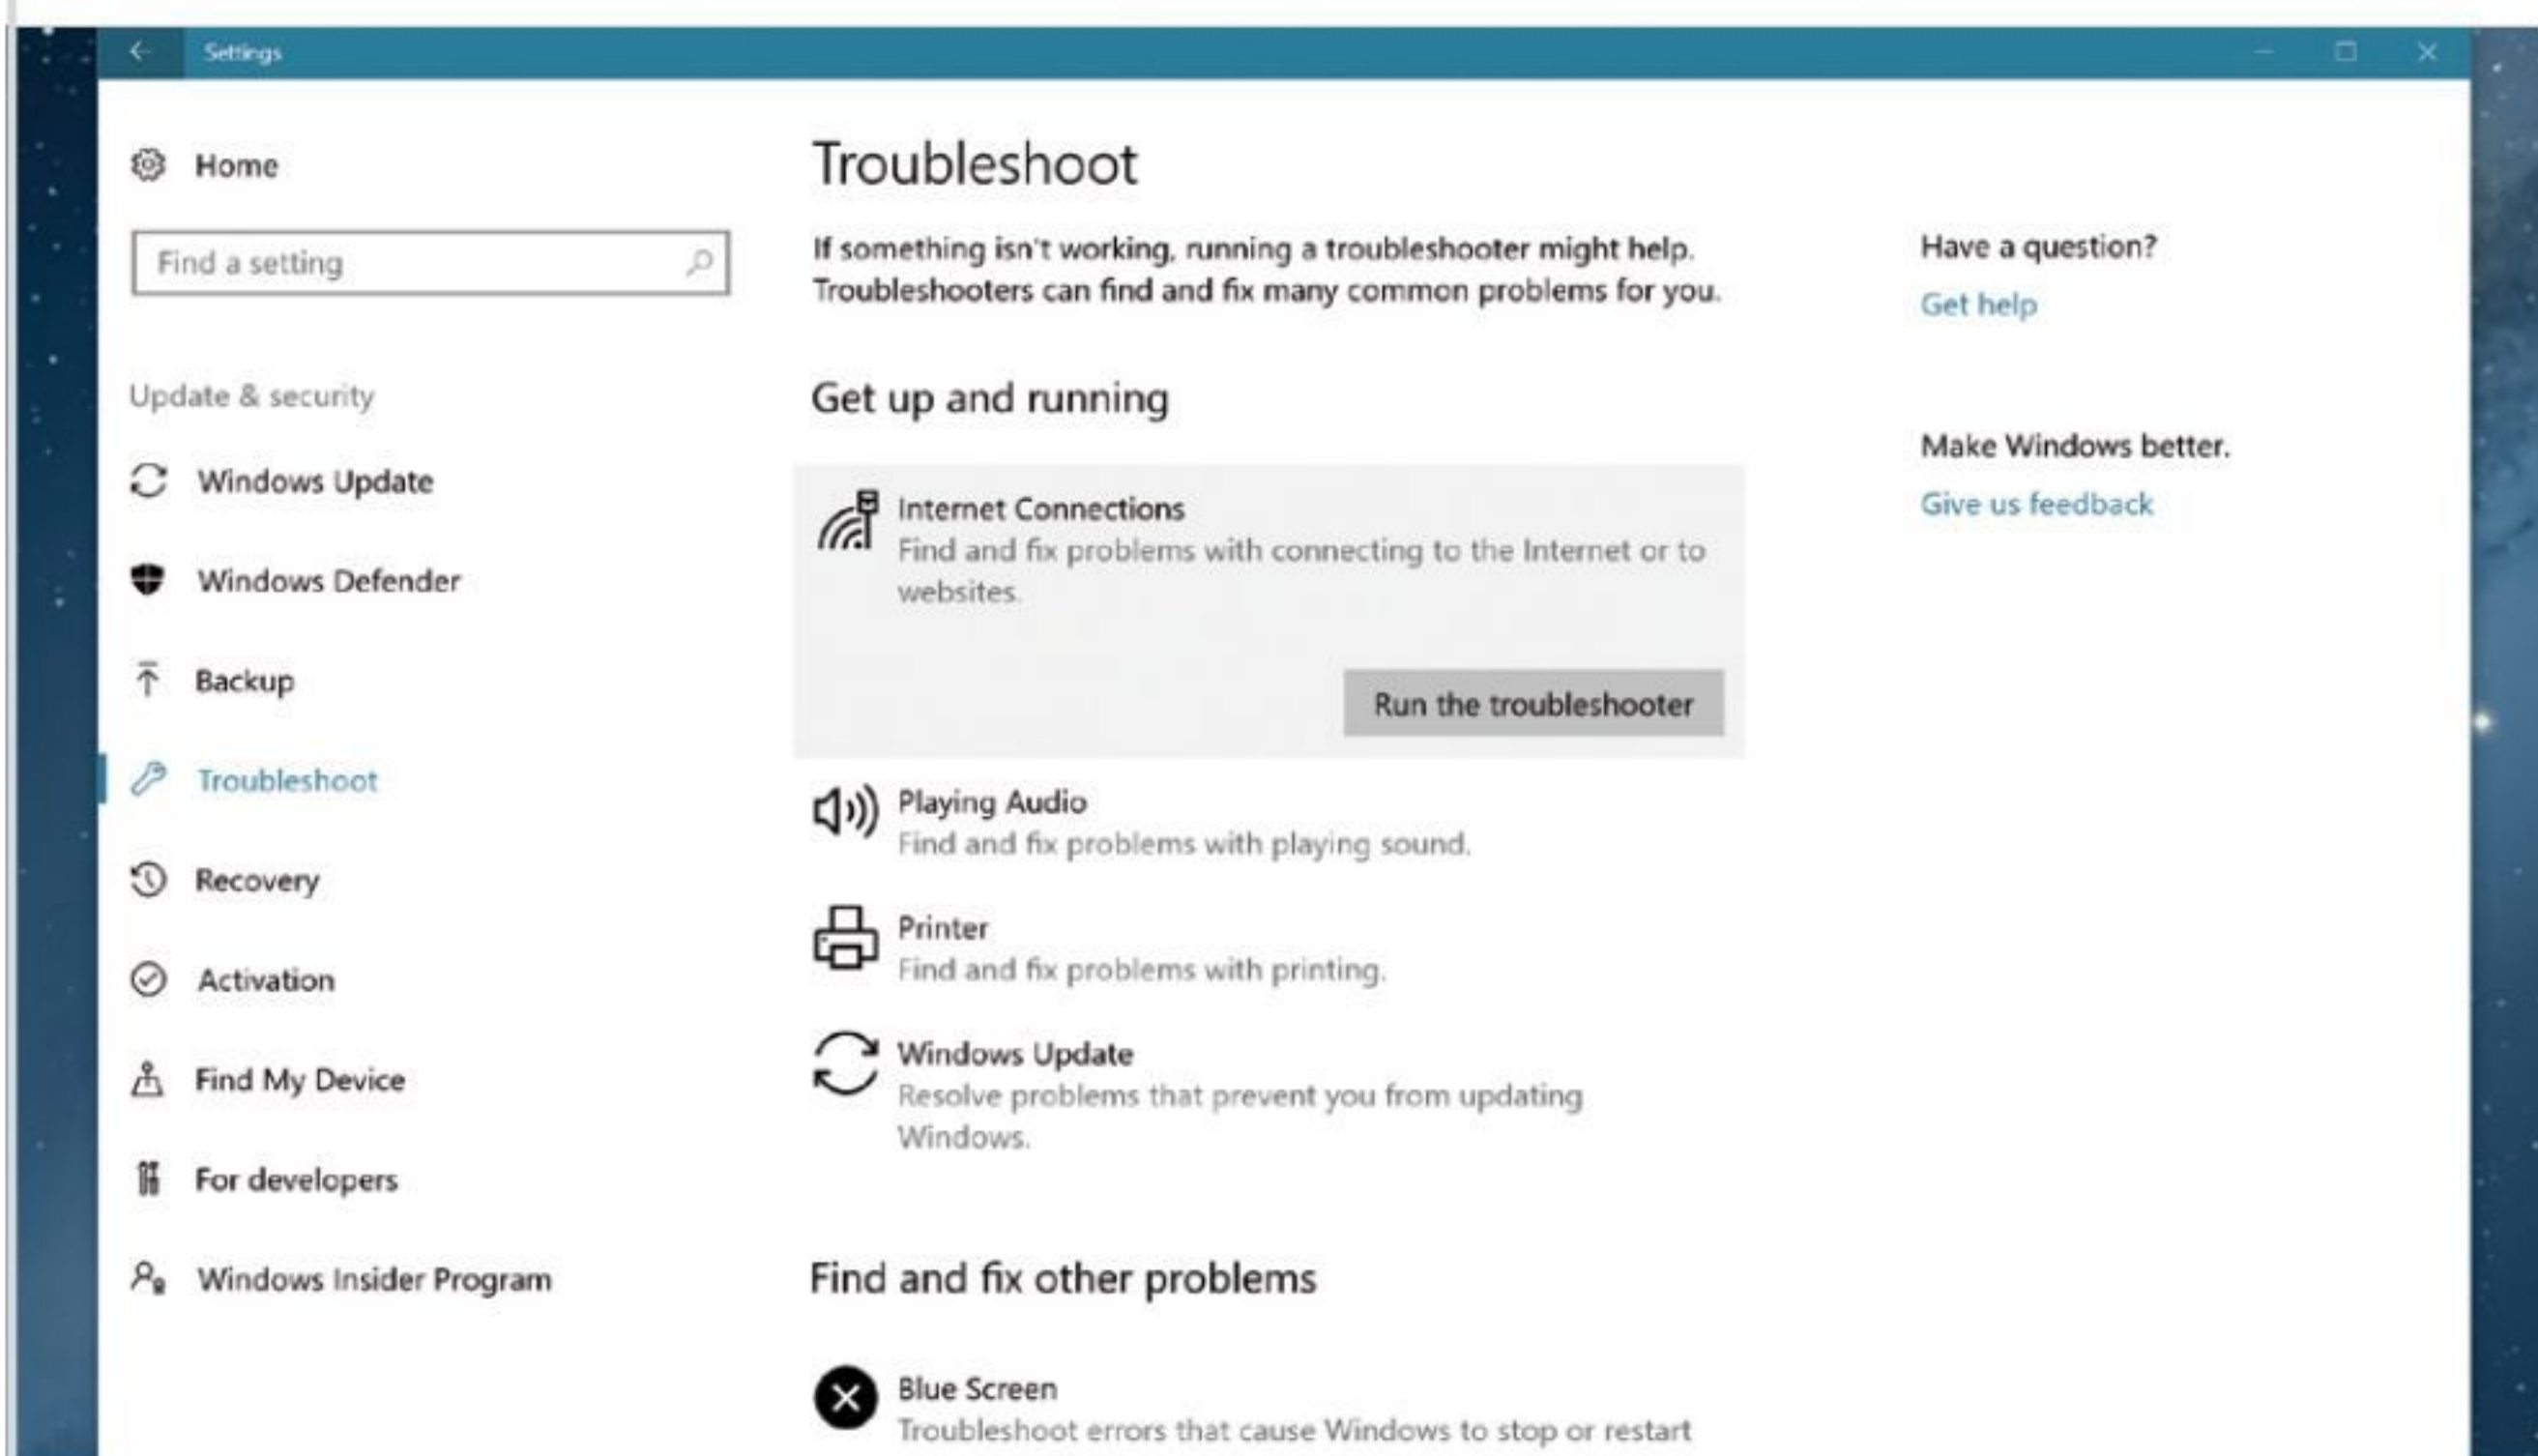 Settings
Home
Find a setting
Update & security
Windows Update
Windows Defender
Backup
Troubleshoot
Recovery
Activation
Find My Device
For developers
Windows Insider Program
Troubleshoot
If something isn't working, running a troubleshooter might help.
Troubleshooters can find and fix many common problems for you.
Get up and running
Internet Connections
Find and fix problems with connecting to the Internet or to
websites.
Run the troubleshooter
Playing Audio
Find and fix problems with playing sound.
Printer
Find and fix problems with printing.
Windows Update
Resolve problems that prevent you from updating
Windows.
Find and fix other problems
Blue Screen
Troubleshoot errors that cause Windows to stop or restart
Have a question?
Get help
Make Windows better.
Give us feedback